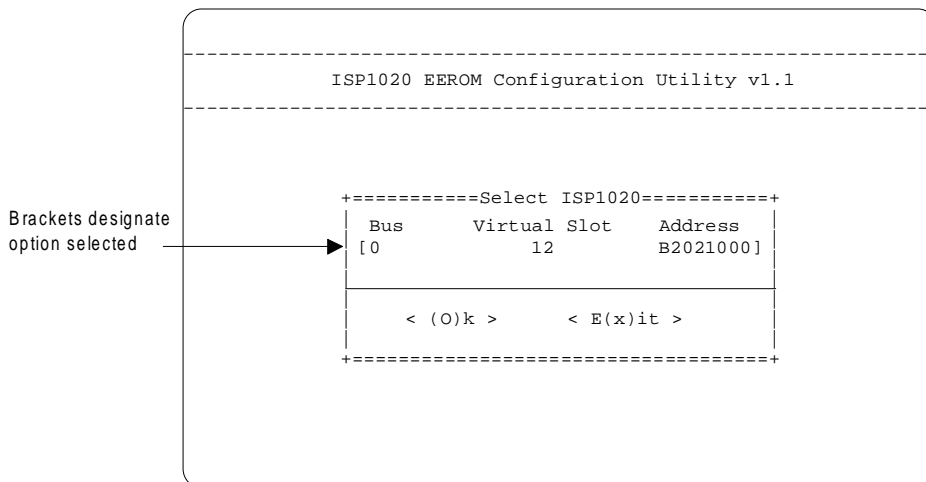 ISP1020 EEROM Configuration Utility v1.1
+===========Select ISP1020===========+
Bus Virtual Slot Address
[0 12 B2021000]
< (O)k > < E(x)it >
+=====================================+
Brackets designate
option selected